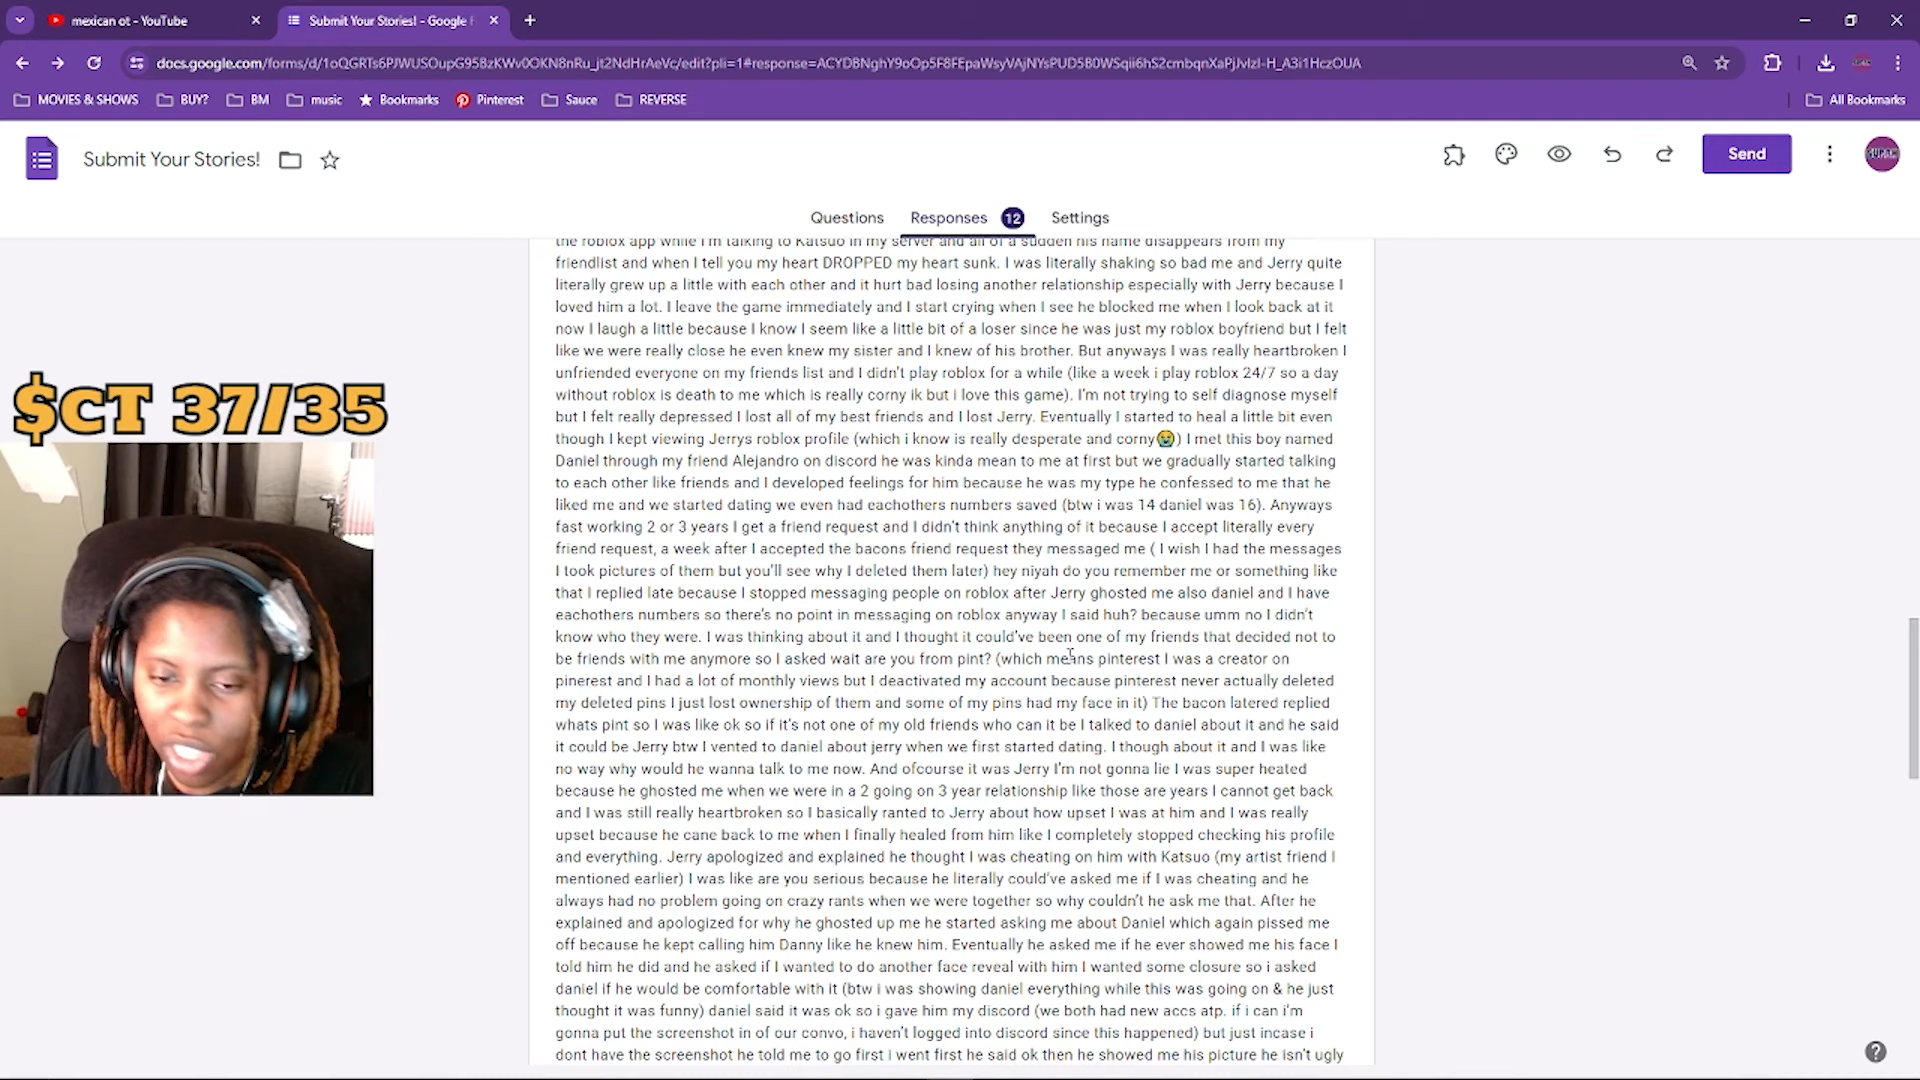 mexican ot - YouTube
Submit Your Stories! - Google F
docs.google.com/forms/d/1oQGRTs6PJWUSOupG958zKWv0OKN8nRu_jt2NdHrAeVc/edit?pli=1#response=ACYDBNghY9oOp5F8FEpaWsyVAjNYsPUD5B0WSqii6hS2cmbqnXaPjJvIzI-H_A3i1HczOUA
MOVIES & SHOWS
BUY?
BM
music
Bookmarks
Pinterest
Sauce
REVERSE
All Bookmarks
Submit Your Stories!
Send
Questions
Responses 12
Settings
the roblox app while I'm talking to Katsuo in my server and all of a sudden his name disappears from my
friendlist and when I tell you my heart DROPPED my heart sunk. I was literally shaking so bad me and Jerry quite
literally grew up a little with each other and it hurt bad losing another relationship especially with Jerry because I
loved him a lot. I leave the game immediately and I start crying when I see he blocked me when I look back at it
now I laugh a little because I know I seem like a little bit of a loser since he was just my roblox boyfriend but I felt
like we were really close he even knew my sister and I knew of his brother. But anyways I was really heartbroken I
unfriended everyone on my friends list and I didn't play roblox for a while (like a week i play roblox 24/7 so a day
without roblox is death to me which is really corny ik but i love this game). I'm not trying to self diagnose myself
but I felt really depressed I lost all of my best friends and I lost Jerry. Eventually I started to heal a little bit even
though I kept viewing Jerrys roblox profile (which i know is really desperate and corny😭) I met this boy named
Daniel through my friend Alejandro on discord he was kinda mean to me at first but we gradually started talking
to each other like friends and I developed feelings for him because he was my type he confessed to me that he
liked me and we started dating we even had eachothers numbers saved (btw i was 14 daniel was 16). Anyways
fast working 2 or 3 years I get a friend request and I didn't think anything of it because I accept literally every
friend request, a week after I accepted the bacons friend request they messaged me ( I wish I had the messages
I took pictures of them but you'll see why I deleted them later) hey niyah do you remember me or something like
that I replied late because I stopped messaging people on roblox after Jerry ghosted me also daniel and I have
eachothers numbers so there's no point in messaging on roblox anyway I said huh? because umm no I didn't
know who they were. I was thinking about it and I thought it could've been one of my friends that decided not to
be friends with me anymore so I asked wait are you from pint? (which means pinterest I was a creator on
pinerest and I had a lot of monthly views but I deactivated my account because pinterest never actually deleted
my deleted pins I just lost ownership of them and some of my pins had my face in it) The bacon latered replied
whats pint so I was like ok so if it's not one of my old friends who can it be I talked to daniel about it and he said
it could be Jerry btw I vented to daniel about jerry when we first started dating. I though about it and I was like
no way why would he wanna talk to me now. And ofcourse it was Jerry I'm not gonna lie I was super heated
because he ghosted me when we were in a 2 going on 3 year relationship like those are years I cannot get back
and I was still really heartbroken so I basically ranted to Jerry about how upset I was at him and I was really
upset because he cane back to me when I finally healed from him like I completely stopped checking his profile
and everything. Jerry apologized and explained he thought I was cheating on him with Katsuo (my artist friend I
mentioned earlier) I was like are you serious because he literally could've asked me if I was cheating and he
always had no problem going on crazy rants when we were together so why couldn't he ask me that. After he
explained and apologized for why he ghosted up me he started asking me about Daniel which again pissed me
off because he kept calling him Danny like he knew him. Eventually he asked me if he ever showed me his face I
told him he did and he asked if I wanted to do another face reveal with him I wanted some closure so i asked
daniel if he would be comfortable with it (btw i was showing daniel everything while this was going on & he just
thought it was funny) daniel said it was ok so i gave him my discord (we both had new accs atp. if i can i'm
gonna put the screenshot in of our convo, i haven't logged into discord since this happened) but just incase i
dont have the screenshot he told me to go first i went first he said ok then he showed me his picture he isn't ugly
$CT 37/35